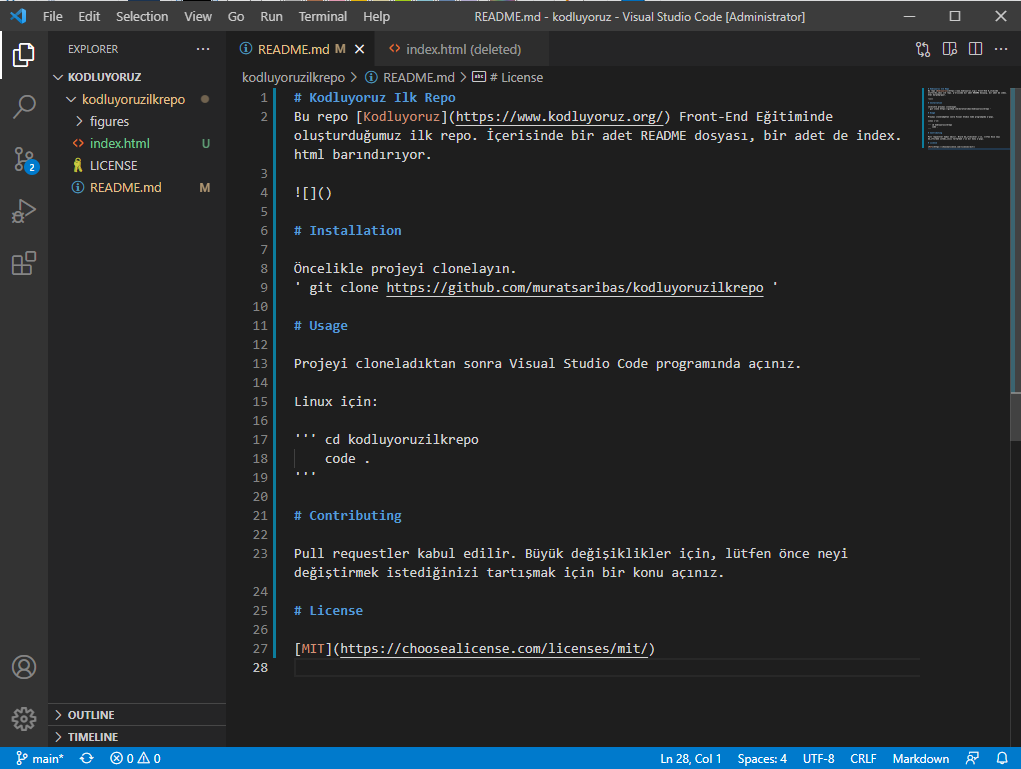 File Edit Selection View Go Run Terminal Help README.md - kodluyoruz - Visual Studio Code [Administrator]
EXPLORER ···
KODLUYORUZ
kodluyoruzilkrepo
figures
index.html U
LICENSE
README.md M
2
OUTLINE
TIMELINE
README.md M index.html (deleted)
kodluyoruzilkrepo > README.md > # License
1 # Kodluyoruz Ilk Repo
2 Bu repo [Kodluyoruz](https://www.kodluyoruz.org/) Front-End Eğitiminde
oluşturduğumuz ilk repo. İçerisinde bir adet README dosyası, bir adet de index.
html barındırıyor.
3
4 ![]()
5
6 # Installation
7
8 Öncelikle projeyi clonelayın.
9 ' git clone https://github.com/muratsaribas/kodluyoruzilkrepo '
10
11 # Usage
12
13 Projeyi cloneladıktan sonra Visual Studio Code programında açınız.
14
15 Linux için:
16
17 ''' cd kodluyoruzilkrepo
18 code .
19 '''
20
21 # Contributing
22
23 Pull requestler kabul edilir. Büyük değişiklikler için, lütfen önce neyi
değiştirmek istediğinizi tartışmak için bir konu açınız.
24
25 # License
26
27 [MIT](https://choosealicense.com/licenses/mit/)
28
main* 0 0 Ln 28, Col 1 Spaces: 4 UTF-8 CRLF Markdown